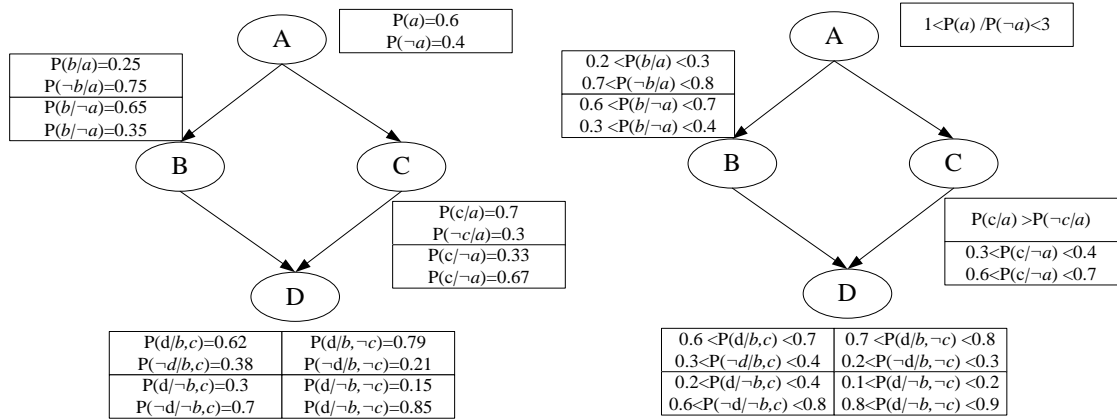 A
P(a)=0.6
P(¬a)=0.4
P(b/a)=0.25
P(¬b/a)=0.75
P(b/¬a)=0.65
P(b/¬a)=0.35
B
C
P(c/a)=0.7
P(¬c/a)=0.3
P(c/¬a)=0.33
P(c/¬a)=0.67
D
P(d/b,c)=0.62
P(¬d/b,c)=0.38
P(d/b,¬c)=0.79
P(¬d/b,¬c)=0.21
P(d/¬b,c)=0.3
P(¬d/¬b,c)=0.7
P(d/¬b,¬c)=0.15
P(¬d/¬b,¬c)=0.85
A
1<P(a) /P(¬a)<3
0.2 <P(b/a) <0.3
0.7<P(¬b/a) <0.8
0.6 <P(b/¬a) <0.7
0.3 <P(b/¬a) <0.4
B
C
P(c/a) >P(¬c/a)
0.3<P(c/¬a) <0.4
0.6<P(c/¬a) <0.7
D
0.6 <P(d/b,c) <0.7
0.3<P(¬d/b,c) <0.4
0.7 <P(d/b,¬c) <0.8
0.2<P(¬d/b,¬c) <0.3
0.2<P(d/¬b,c) <0.4
0.6<P(¬d/¬b,c) <0.8
0.1<P(d/¬b,¬c) <0.2
0.8<P(¬d/¬b,¬c) <0.9